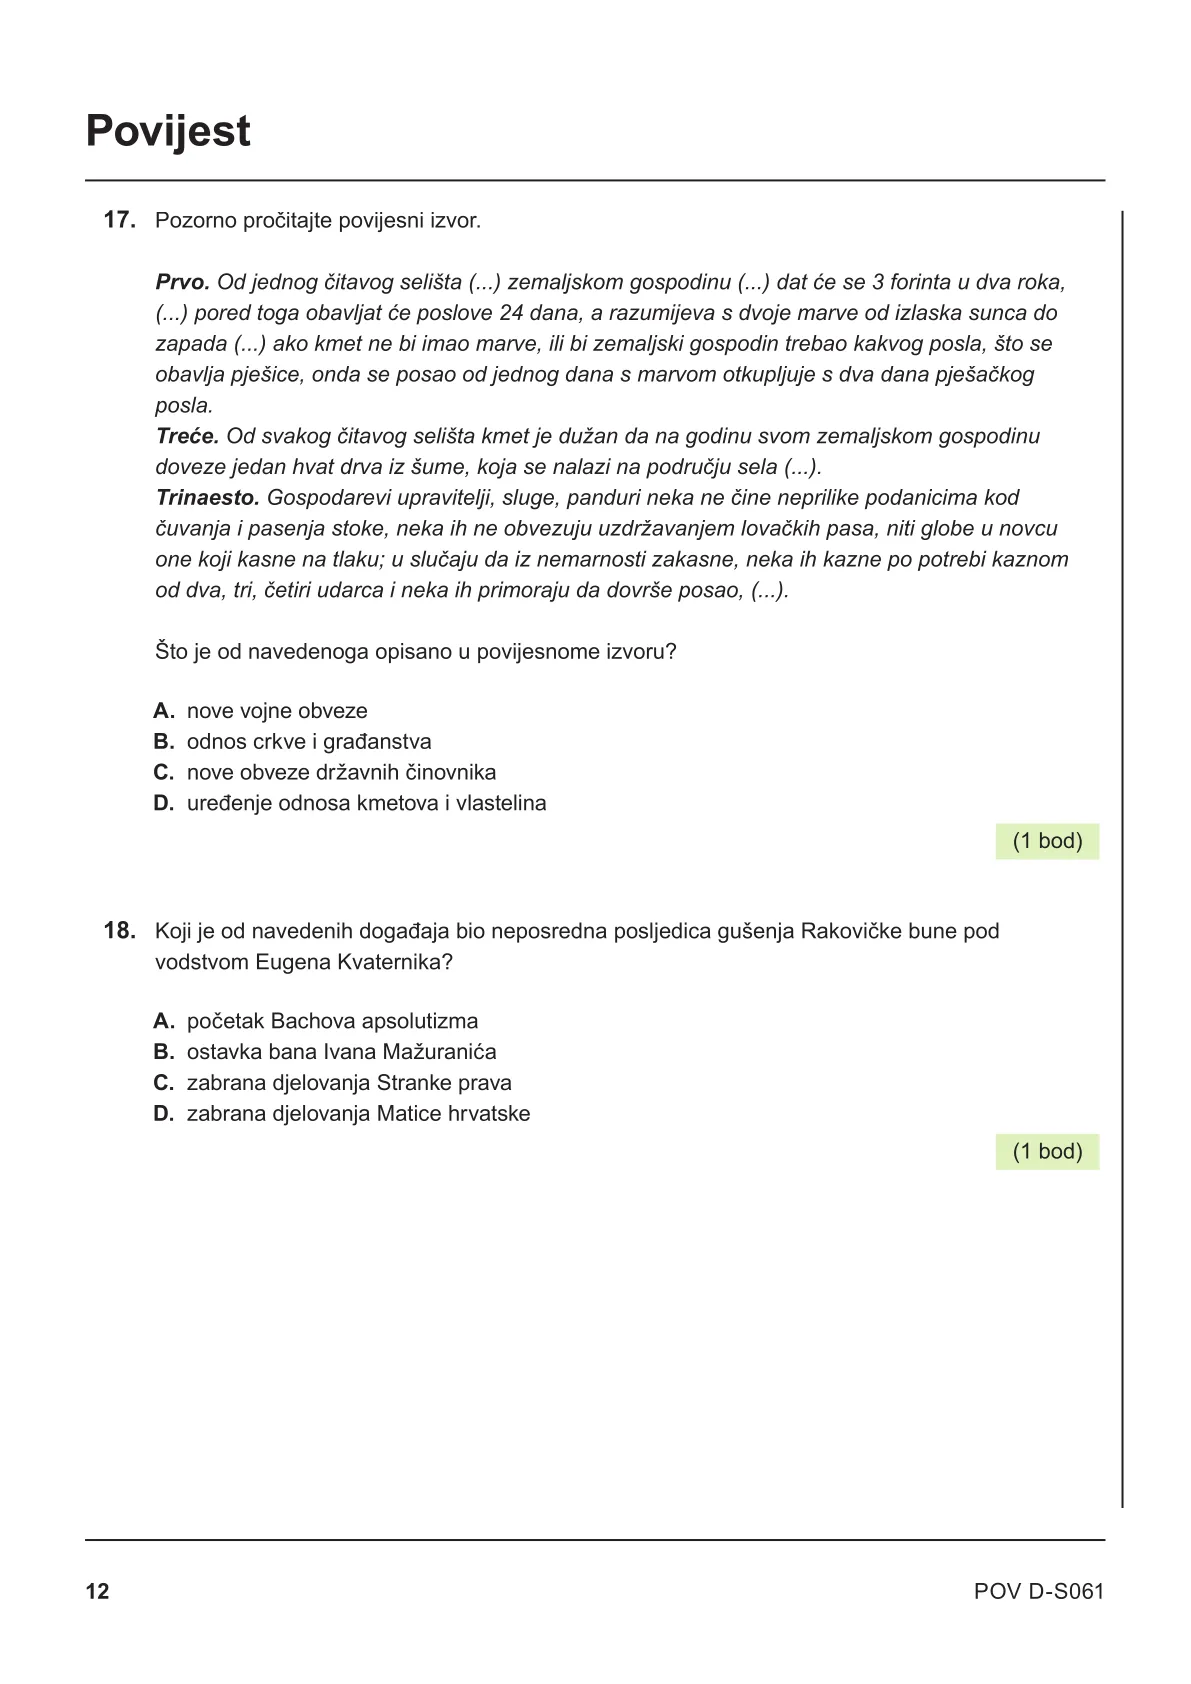 Povijest
17. Pozorno pročitajte povijesni izvor.
Prvo. Od jednog čitavog selišta (...) zemaljskom gospodinu (...) dat će se 3 forinta u dva roka,
(...) pored toga obavljat će poslove 24 dana, a razumijeva s dvoje marve od izlaska sunca do
zapada (...) ako kmet ne bi imao marve, ili bi zemaljski gospodin trebao kakvog posla, što se
obavlja pješice, onda se posao od jednog dana s marvom otkupljuje s dva dana pješačkog
posla.
Treće. Od svakog čitavog selišta kmet je dužan da na godinu svom zemaljskom gospodinu
doveze jedan hvat drva iz šume, koja se nalazi na području sela (...).
Trinaesto. Gospodarevi upravitelji, sluge, panduri neka ne čine neprilike podanicima kod
čuvanja i pasenja stoke, neka ih ne obvezuju uzdržavanjem lovačkih pasa, niti globe u novcu
one koji kasne na tlaku; u slučaju da iz nemarnosti zakasne, neka ih kazne po potrebi kaznom
od dva, tri, četiri udarca i neka ih primoraju da dovrše posao, (...).
Što je od navedenoga opisano u povijesnome izvoru?
A. nove vojne obveze
B. odnos crkve i građanstva
C. nove obveze državnih činovnika
D. uređenje odnosa kmetova i vlastelina
(1 bod)
18. Koji je od navedenih događaja bio neposredna posljedica gušenja Rakovičke bune pod
vodstvom Eugena Kvaternika?
A. početak Bachova apsolutizma
B. ostavka bana Ivana Mažuranića
C. zabrana djelovanja Stranke prava
D. zabrana djelovanja Matice hrvatske
(1 bod)
12
POV D-S061